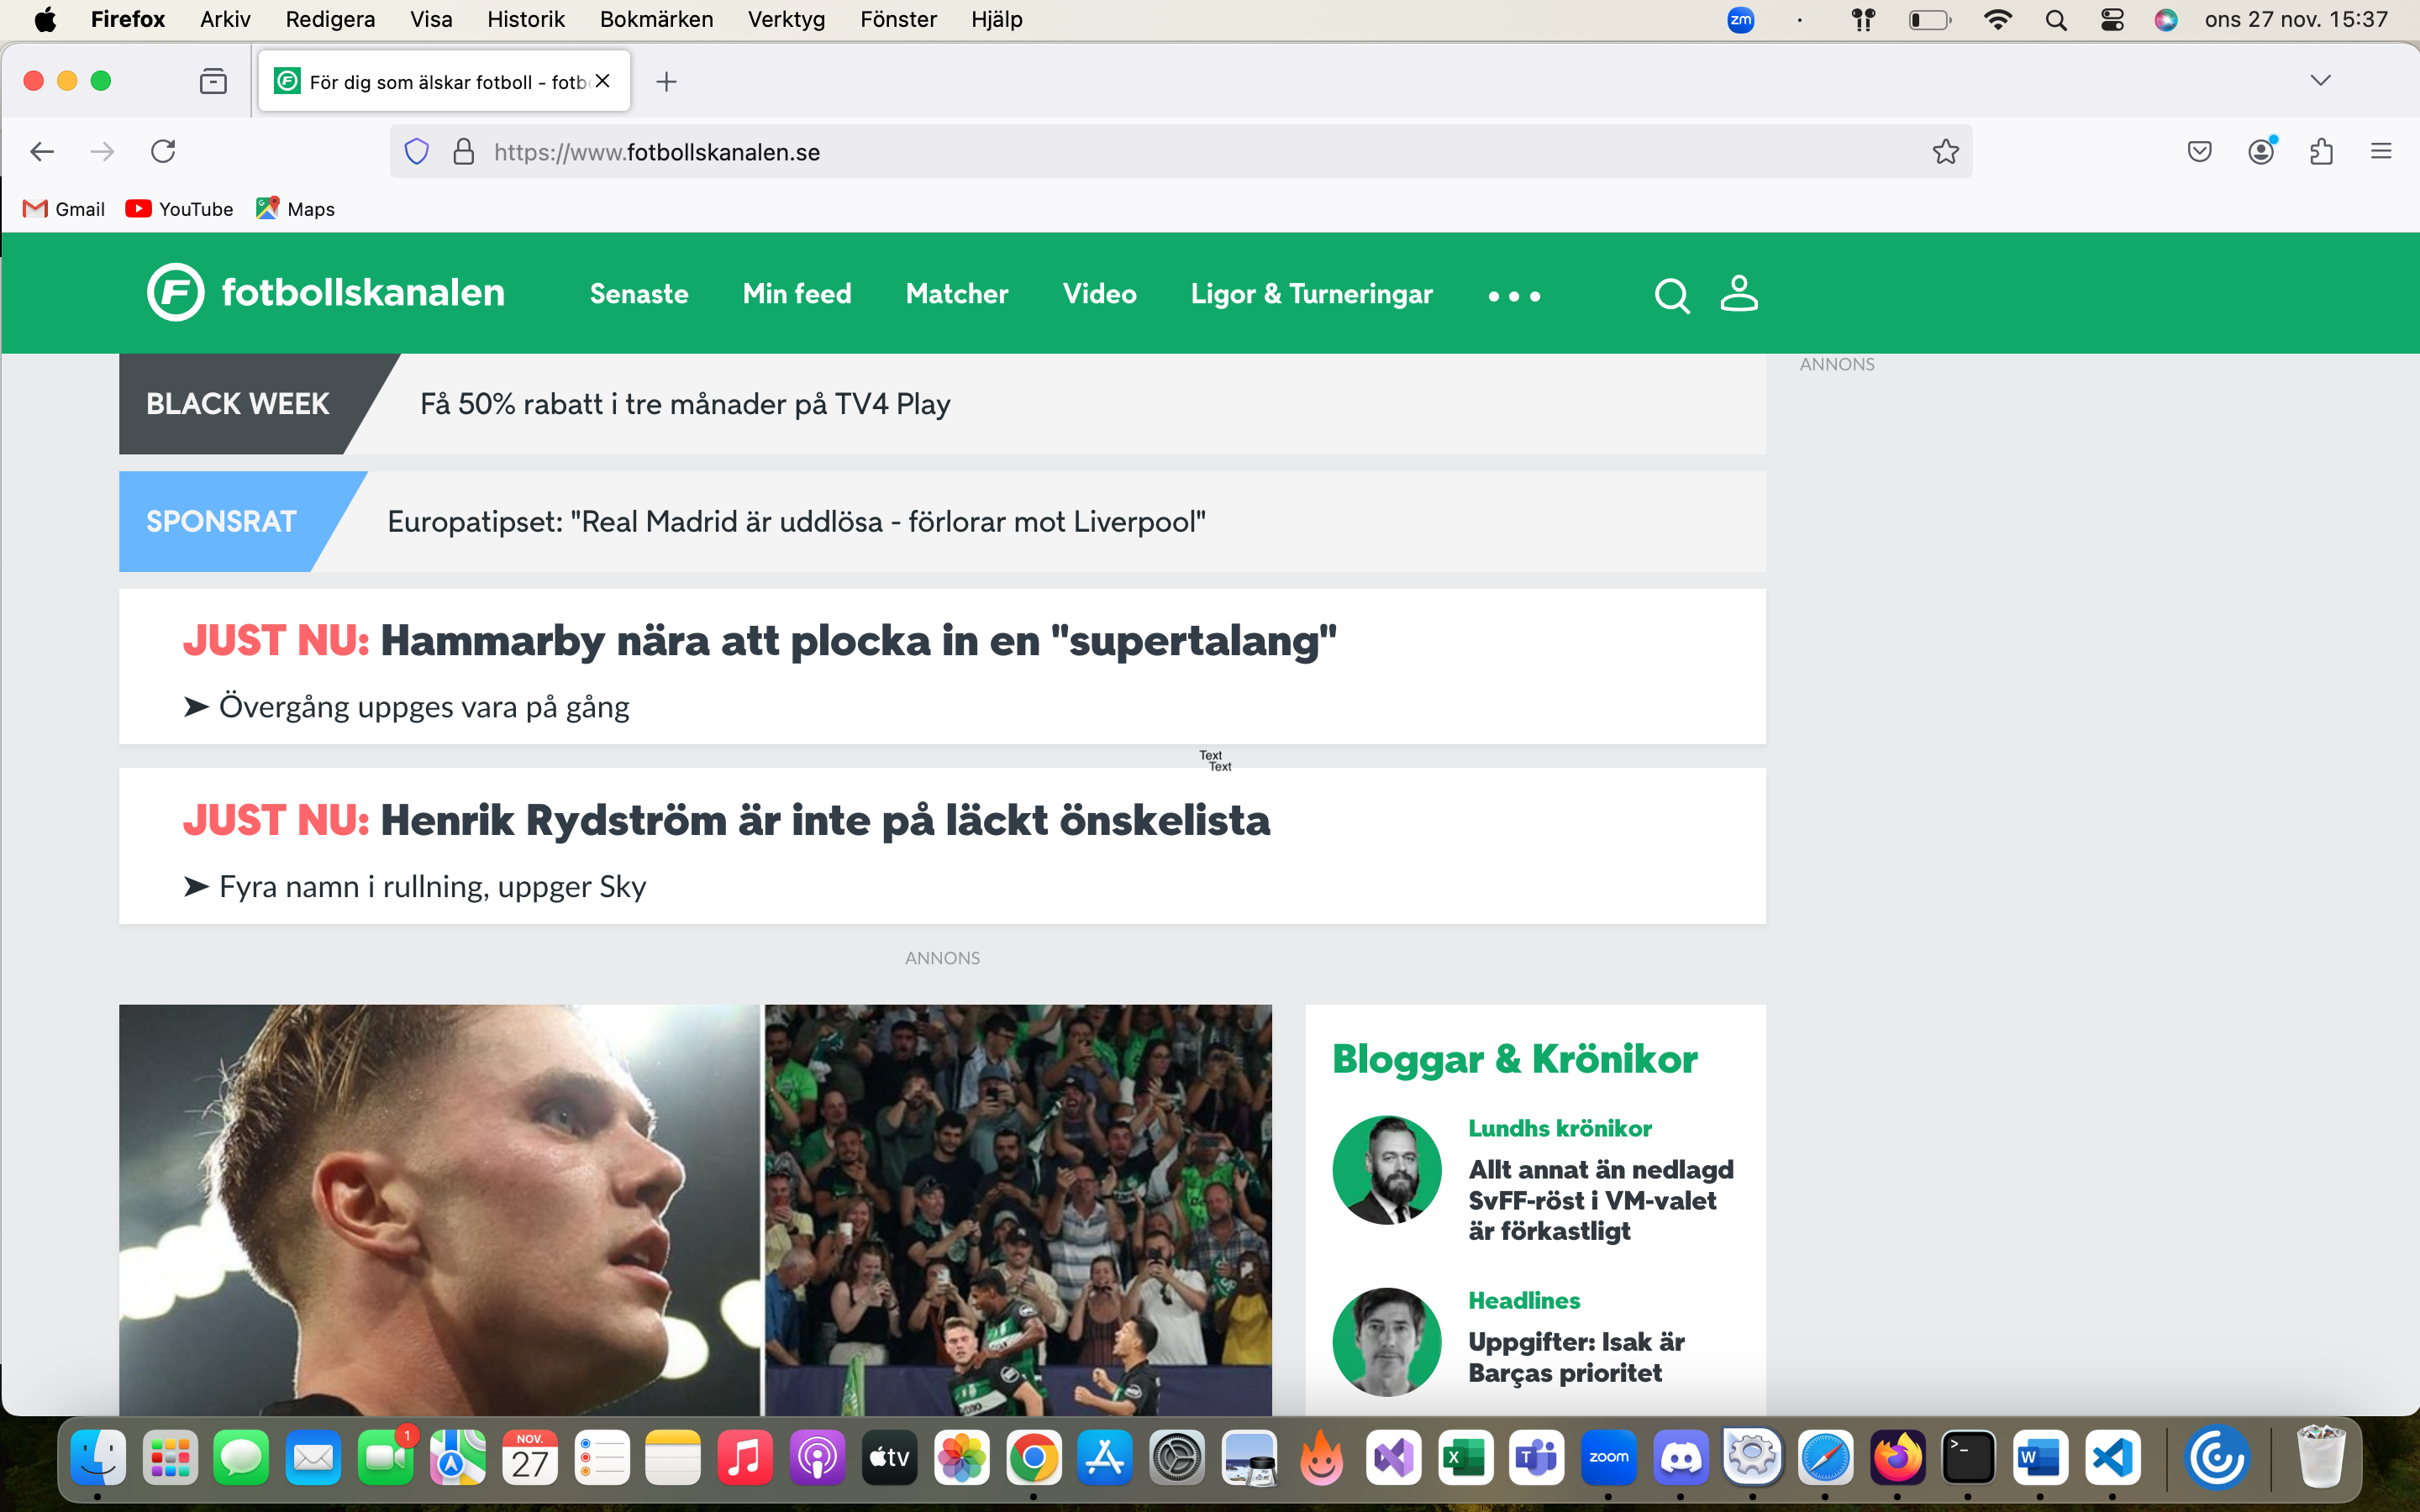 Firefox Arkiv Redigera Visa Historik Bokmärken Verktyg Fönster Hjälp zm ons 27 nov. 15:37
För dig som älskar fotboll - fotb
https://www.fotbollskanalen.se
Gmail YouTube Maps
F fotbollskanalen Senaste Min feed Matcher Video Ligor & Turneringar
ANNONS
BLACK WEEK Få 50% rabatt i tre månader på TV4 Play
SPONSRAT Europatipset: "Real Madrid är uddlösa - förlorar mot Liverpool"
JUST NU: Hammarby nära att plocka in en "supertalang"
➤ Övergång uppges vara på gång
Text
Text
JUST NU: Henrik Rydström är inte på läckt önskelista
➤ Fyra namn i rullning, uppger Sky
ANNONS
Bloggar & Krönikor
Lundhs krönikor
Allt annat än nedlagd
SvFF-röst i VM-valet
är förkastligt
Headlines
Uppgifter: Isak är
Barças prioritet
1
NOV.
27
tv
X
T
zoom
>_
W